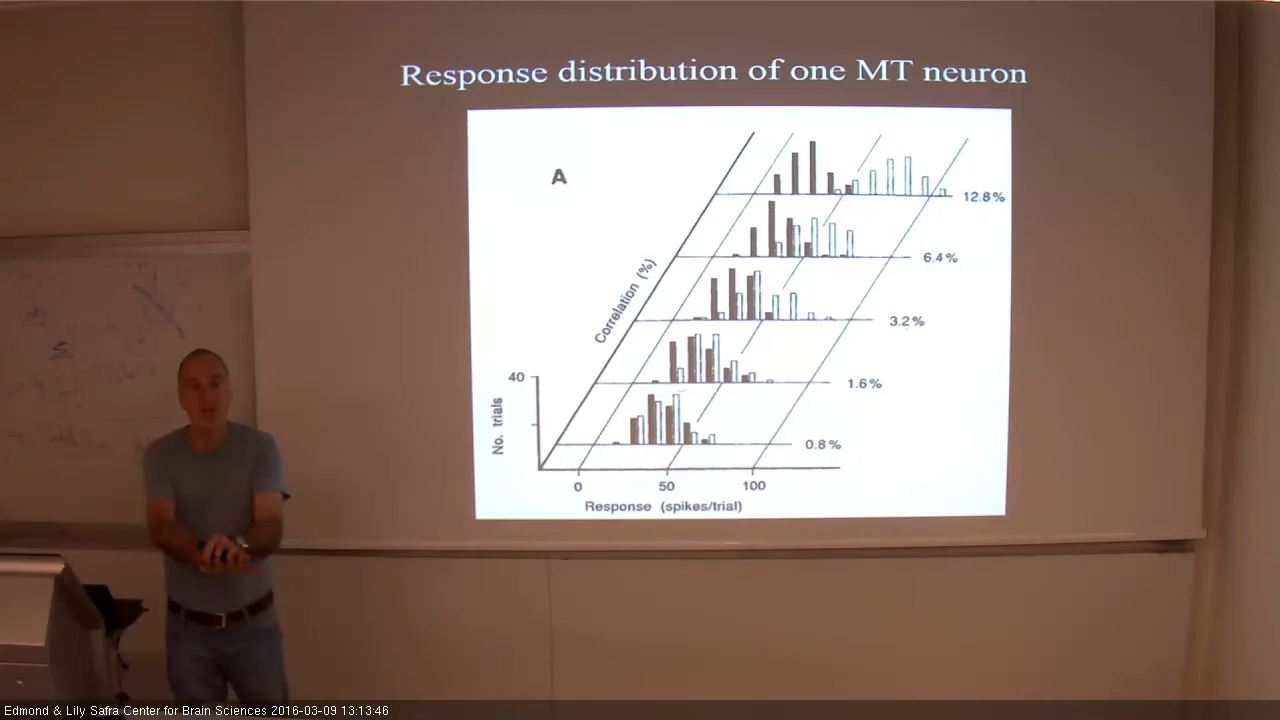 Response distribution of one MT neuron
A
12.8%
6.4%
Correlation (%)
3.2%
40
1.6%
No. trials
0.8%
0
50
100
Response (spikes/trial)
Edmond & Lily Safra Center for Brain Sciences 2016-03-09 13:13:46